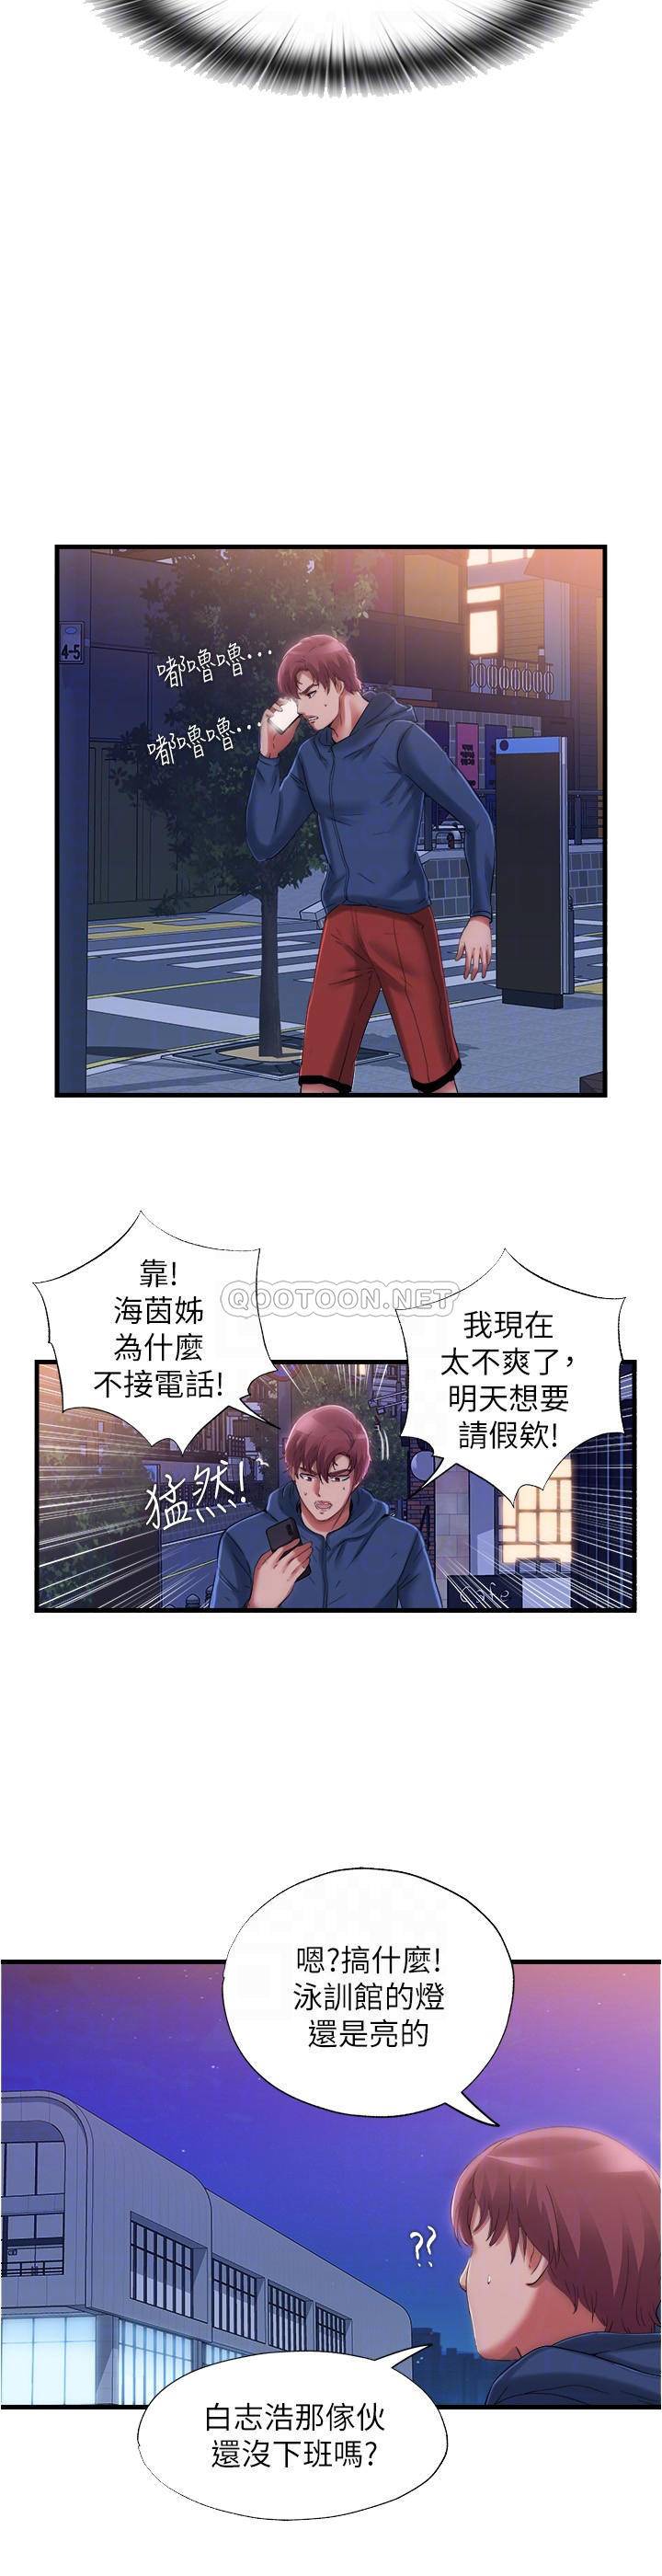 4-5
嘟嚕嚕…
嘟嚕嚕…
靠!
海茵姊
為什麼
不接電話!
QOOTOON.NET
我現在
太不爽了,
明天想要
請假欸!
猛然!
Cafe
嗯?搞什麼!
泳訓館的燈
還是亮的
??
白志浩那傢伙
還沒下班嗎?